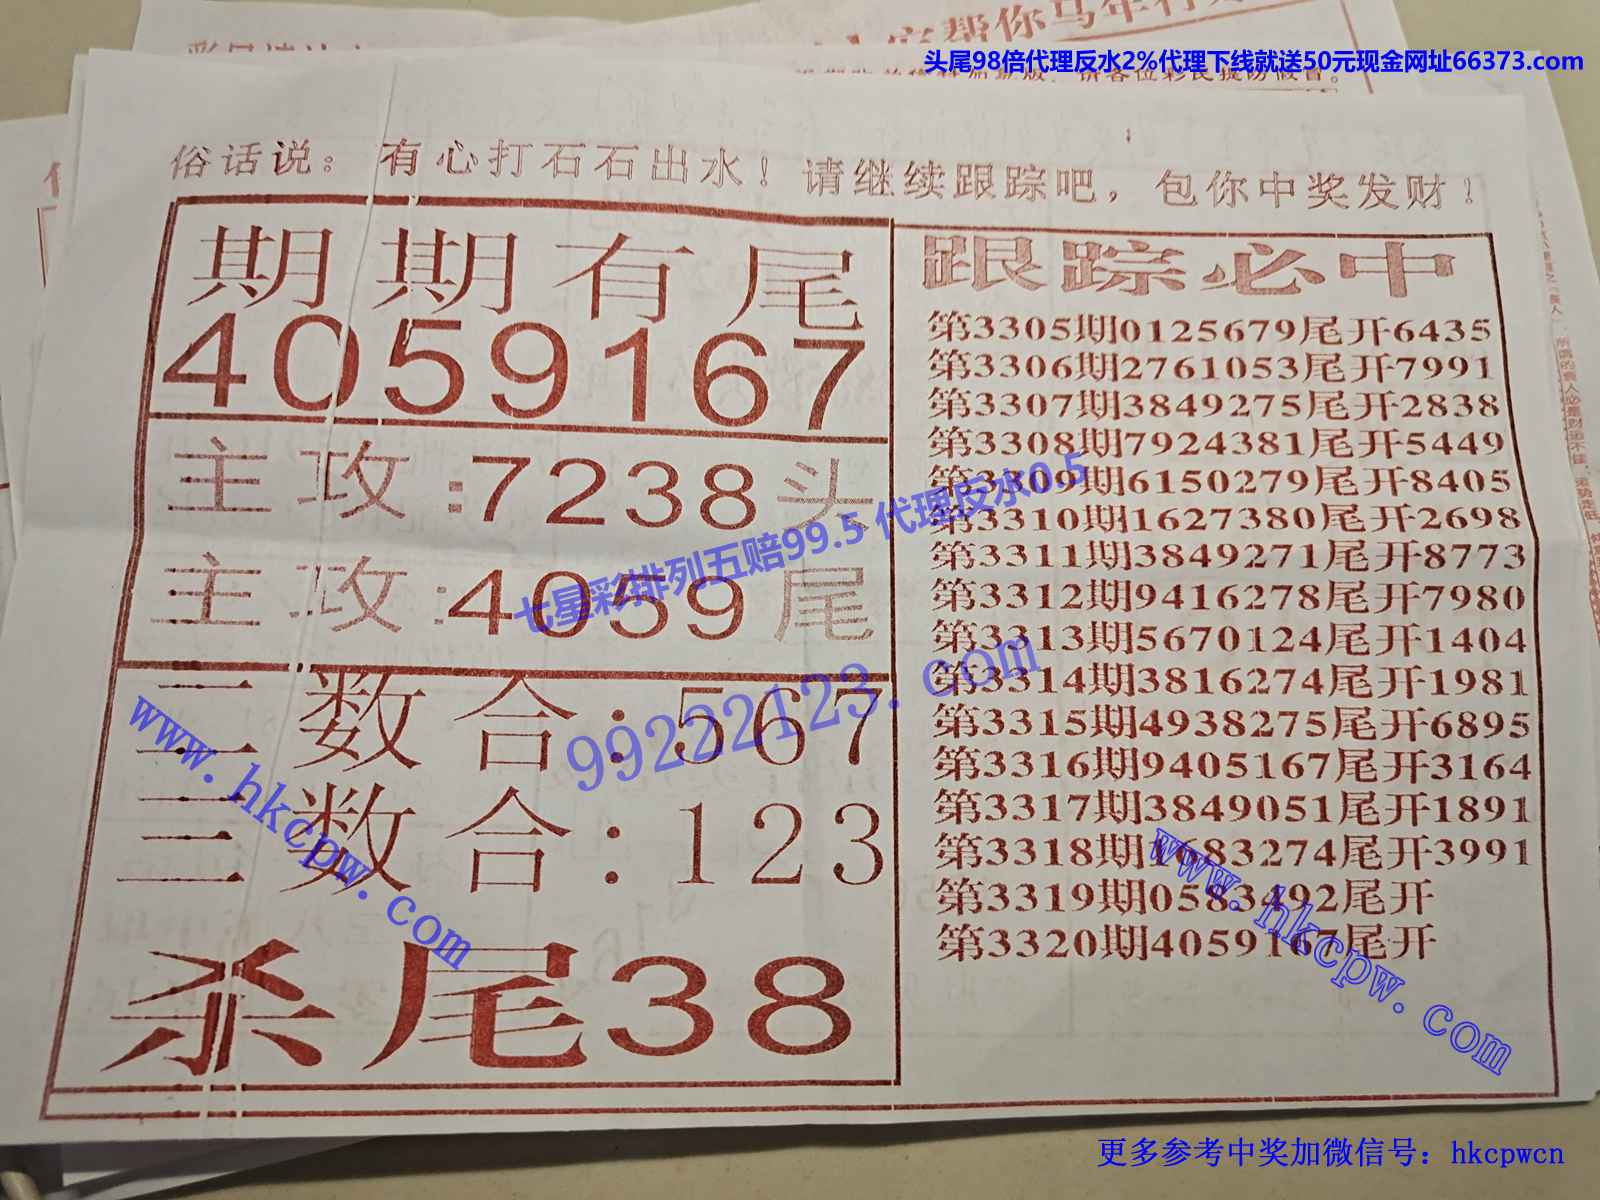 头尾98倍代理反水2%代理下线就送50元现金网址66373.com
俗话说：有心打石石出水！请继续跟踪吧，包你中奖发财！
期期有尾
4059167
主攻:7238头
主攻:4059尾
二数合:567
三数合:123
杀尾38
跟踪必中
第3305期0125679尾开6435
第3306期2761053尾开7991
第3307期3849275尾开2838
第3308期7924381尾开5449
第3309期6150279尾开8405
第3310期1627380尾开2698
第3311期3849271尾开8773
第3312期9416278尾开7980
第3313期5670124尾开1404
第3314期3816274尾开1981
第3315期4938275尾开6895
第3316期9405167尾开3164
第3317期3849051尾开1891
第3318期1683274尾开3991
第3319期0583492尾开
第3320期4059167尾开
七星彩排列五赔99.5 代理反水0.5
99222123.com
www.hkcpw.com
www.hkcpw.com
更多参考中奖加微信号：hkcpwcn